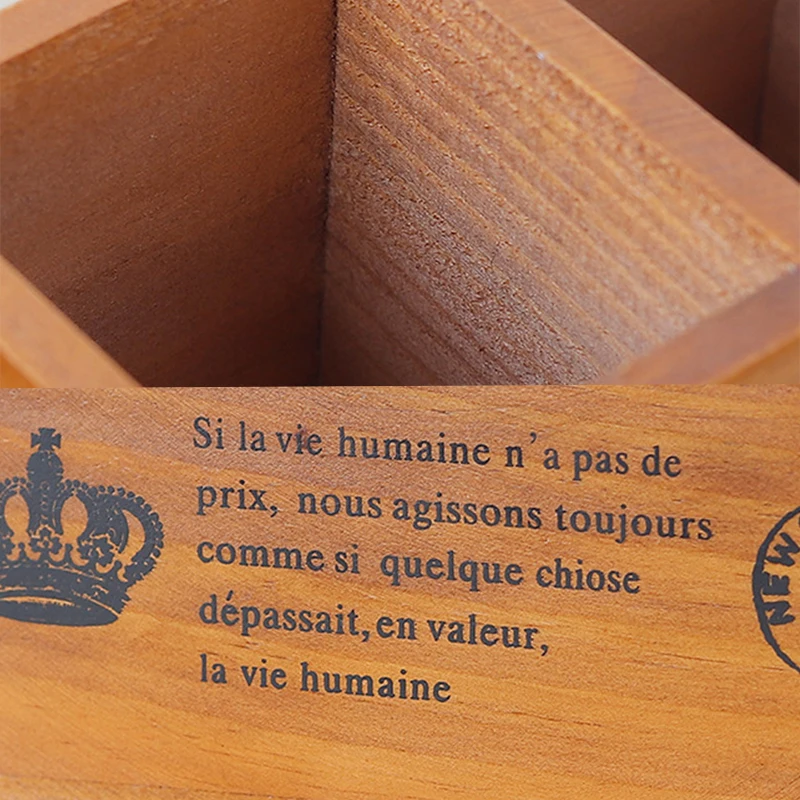 Si la vie humaine n'a pas de
prix, nous agissons toujours
comme si quelque chiose
dépassait, en valeur,
la vie humaine
NEW